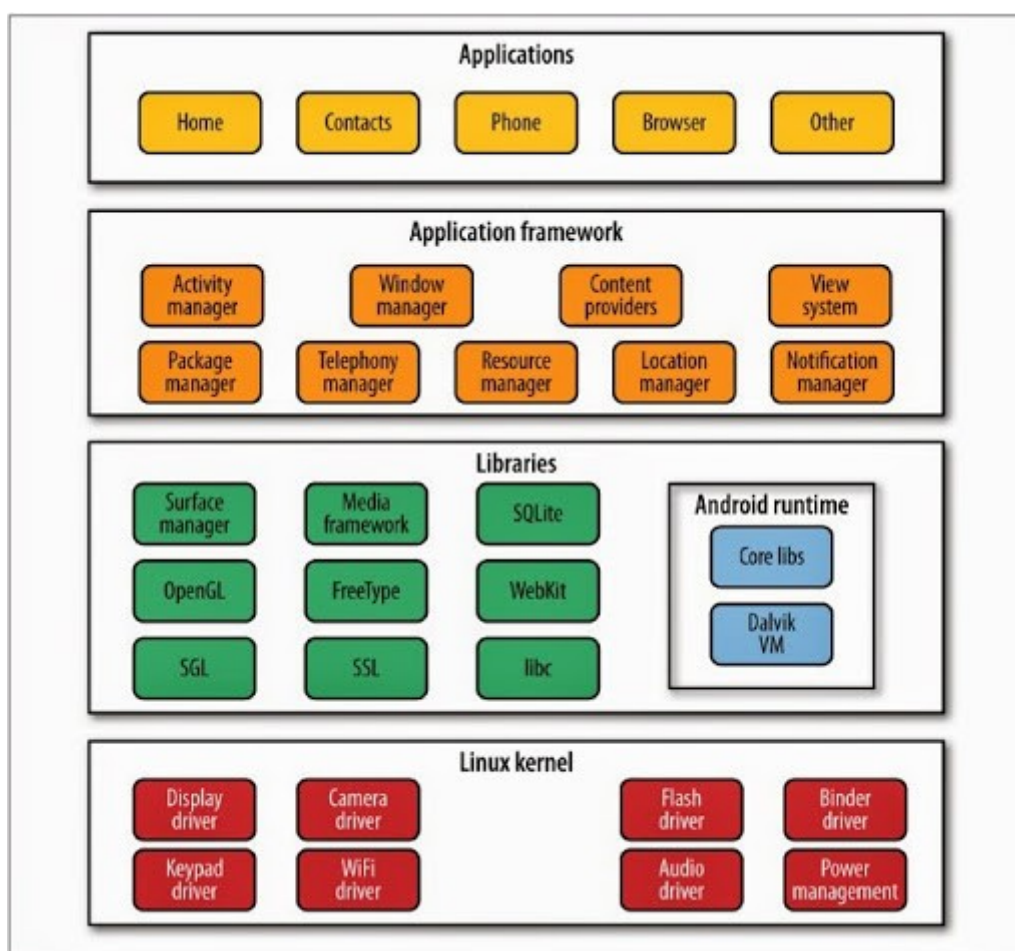 Applications
Home
Contacts
Phone
Browser
Other
Application framework
Activity
manager
Window
manager
Content
providers
View
system
Package
manager
Telephony
manager
Resource
manager
Location
manager
Notification
manager
Libraries
Surface
manager
Media
framework
SQLite
OpenGL
FreeType
WebKit
SGL
SSL
libc
Android runtime
Core libs
Dalvik
VM
Linux kernel
Display
driver
Camera
driver
Flash
driver
Binder
driver
Keypad
driver
WiFi
driver
Audio
driver
Power
management